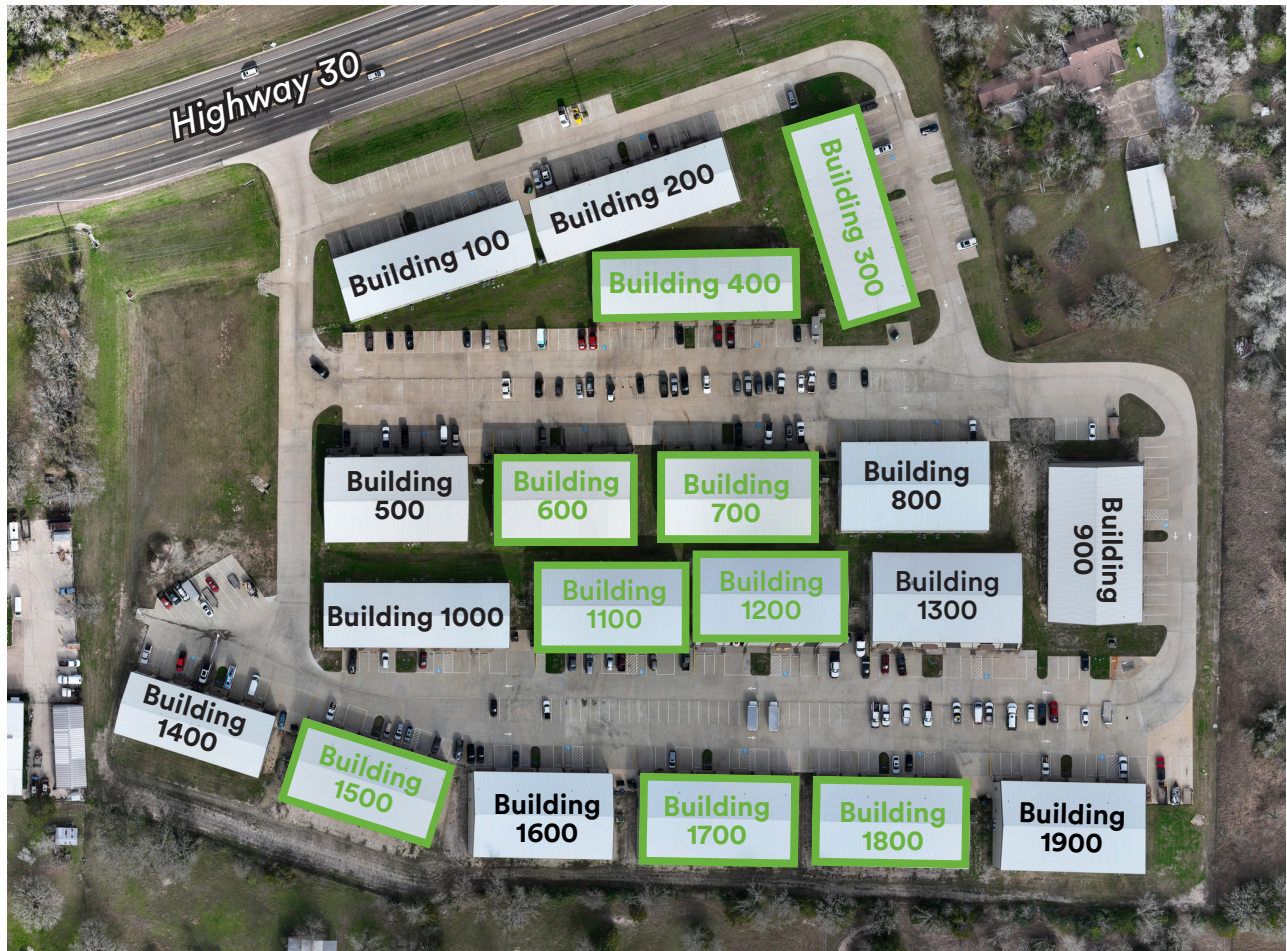 Highway 30
Building 100
Building 200
Building 300
Building 400
Building
500
Building
600
Building
700
Building
800
Building
900
Building 1000
Building
1100
Building
1200
Building
1300
Building
1400
Building
1500
Building
1600
Building
1700
Building
1800
Building
1900